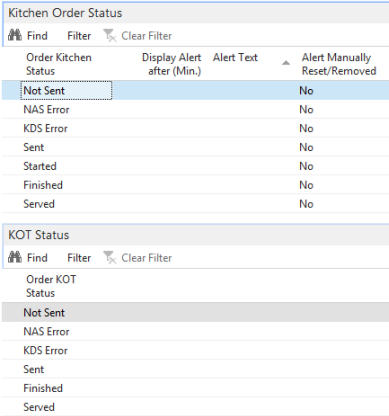 Kitchen Order Status
Find Filter Clear Filter
Order Kitchen Display Alert Alert Text Alert Manually
Status after (Min.) Reset/Removed
Not Sent No
NAS Error No
KDS Error No
Sent No
Started No
Finished No
Served No
KOT Status
Find Filter Clear Filter
Order KOT
Status
Not Sent
NAS Error
KDS Error
Sent
Finished
Served